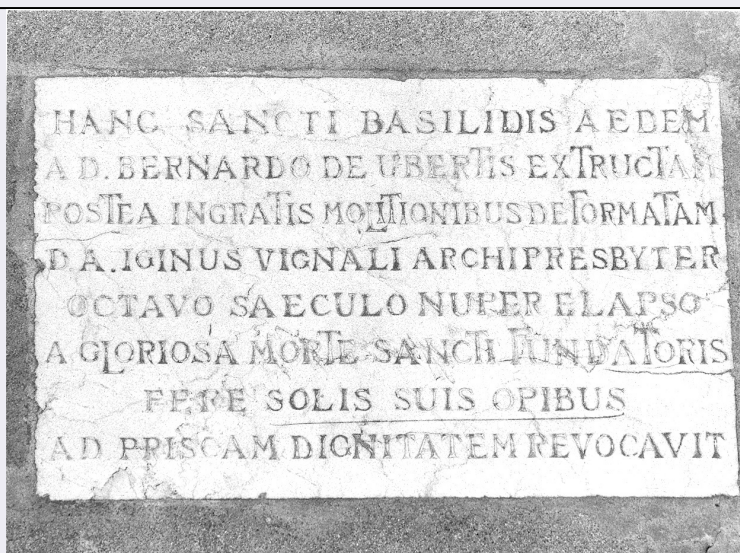 HANC SANCTI BASILIDIS AEDEM
A D. BERNARDO DE UBERTIS EXTRUCTAM
POSTEA INGRATIS MOLITIONIBUS DEFORMATAM
D. A. IGINUS VIGNALI ARCHIPRESBYTER
OCTAVO SAECULO NUPER ELAPSO
A GLORIOSA MORTE SANCTI FUNDATORIS
FERE SOLIS SUIS OPIBUS
AD PRISCAM DIGNITATEM REVOCAVIT